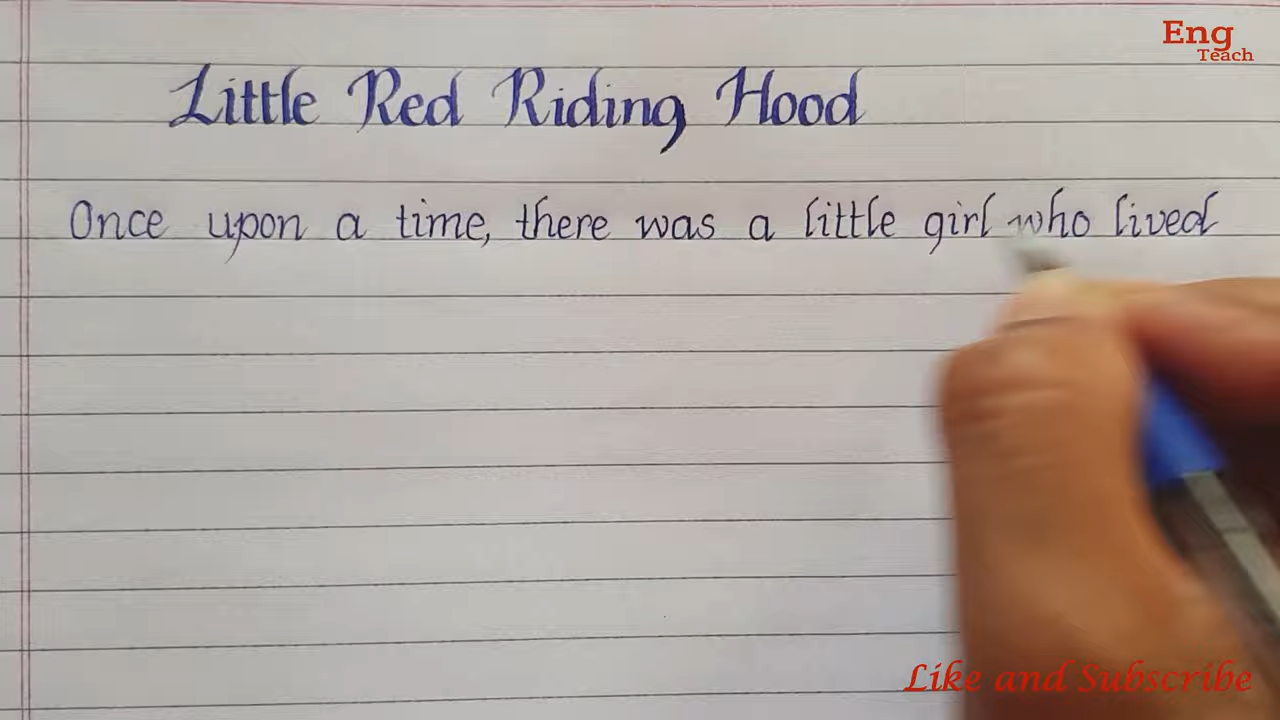 Eng
Teach
Little Red Riding Hood
Once upon a time, there was a little girl who lived
Like and Subscribe